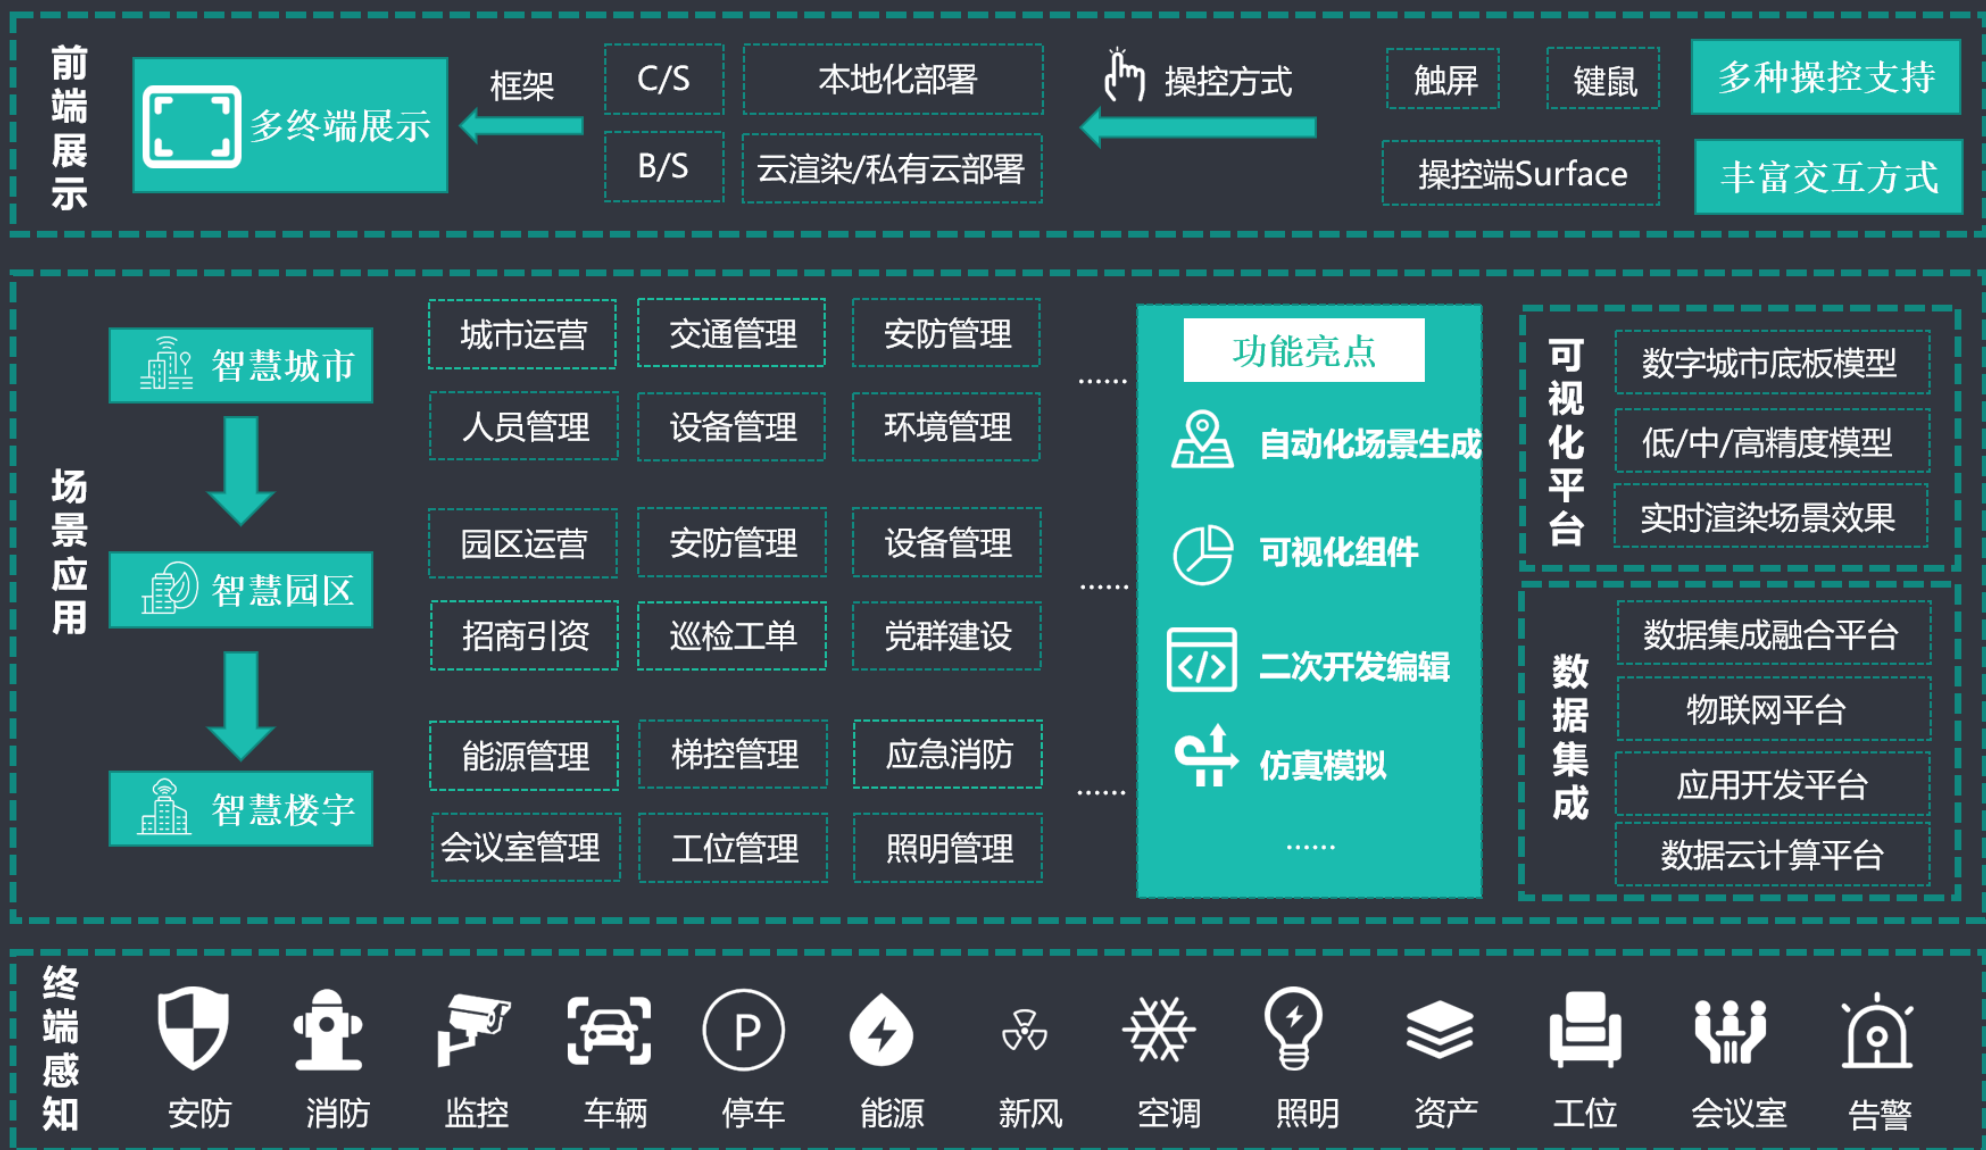 前端展示
多终端展示
框架
C/S
本地化部署
B/S
云渲染/私有云部署
操控方式
触屏
键鼠
操控端Surface
多种操控支持
丰富交互方式
场景应用
智慧城市
城市运营
交通管理
安防管理
人员管理
设备管理
环境管理
......
智慧园区
园区运营
安防管理
设备管理
招商引资
巡检工单
党群建设
......
智慧楼宇
能源管理
梯控管理
应急消防
会议室管理
工位管理
照明管理
......
功能亮点
自动化场景生成
可视化组件
二次开发编辑
仿真模拟
......
可视化平台
数字城市底板模型
低/中/高精度模型
实时渲染场景效果
数据集成
数据集成融合平台
物联网平台
应用开发平台
数据云计算平台
终端感知
P
安防
消防
监控
车辆
停车
能源
新风
空调
照明
资产
工位
会议室
告警